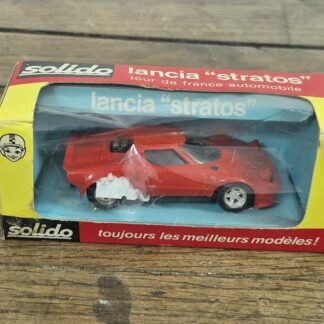 solido
lancia "stratos"
tour de france automobile
lancia "stratos"
solido
toujours les meilleurs modèles!